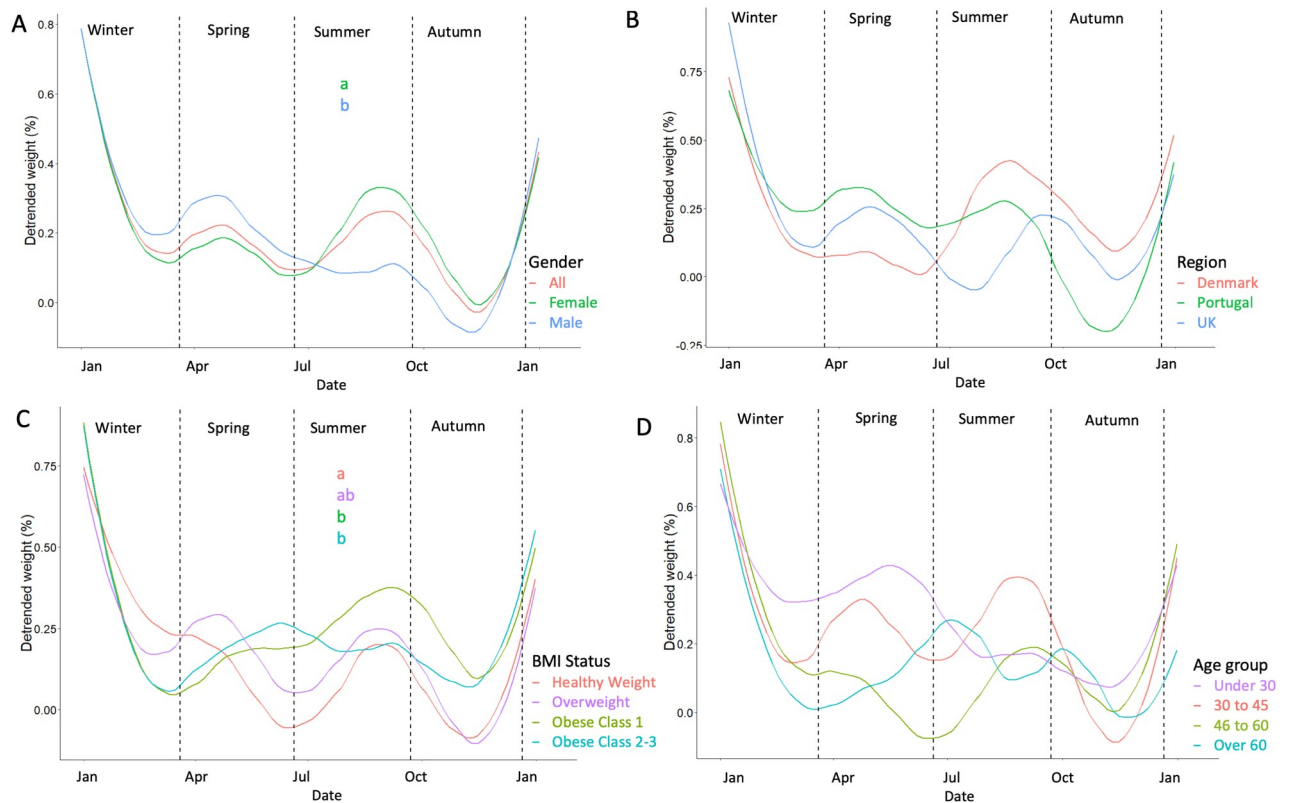 A
Winter Spring Summer Autumn
0.8
0.6
0.4
0.2
0.0
Detrended weight (%)
a
b
Gender
All
Female
Male
Jan Apr Jul Oct Jan
Date
B
Winter Spring Summer Autumn
0.75
0.50
0.25
0.00
-0.25
Detrended weight (%)
Region
Denmark
Portugal
UK
Jan Apr Jul Oct Jan
Date
C
Winter Spring Summer Autumn
0.75
0.50
0.25
0.00
Detrended weight (%)
a
ab
b
b
BMI Status
Healthy Weight
Overweight
Obese Class 1
Obese Class 2-3
Jan Apr Jul Oct Jan
Date
D
Winter Spring Summer Autumn
0.8
0.6
0.4
0.2
0.0
Detrended weight (%)
Age group
Under 30
30 to 45
46 to 60
Over 60
Jan Apr Jul Oct Jan
Date